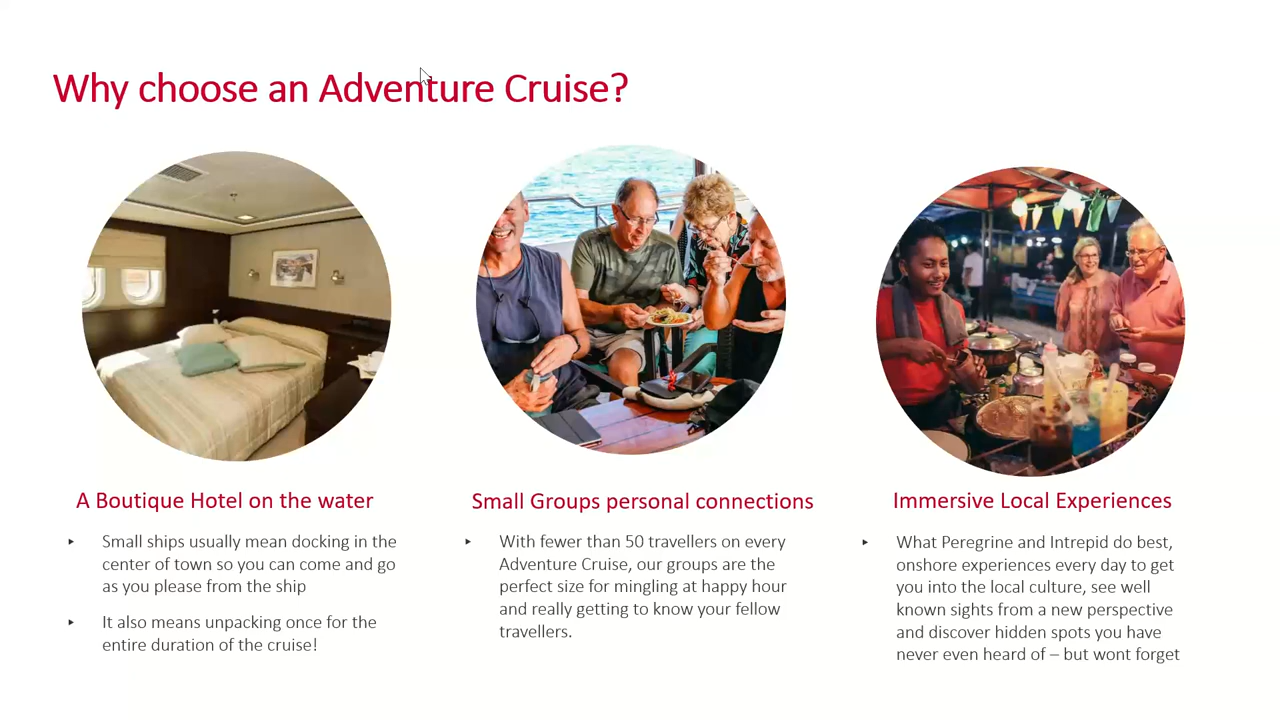 Why choose an Adventure Cruise?
A Boutique Hotel on the water
‣ Small ships usually mean docking in the
center of town so you can come and go
as you please from the ship
‣ It also means unpacking once for the
entire duration of the cruise!
Small Groups personal connections
‣ With fewer than 50 travellers on every
Adventure Cruise, our groups are the
perfect size for mingling at happy hour
and really getting to know your fellow
travellers.
Immersive Local Experiences
‣ What Peregrine and Intrepid do best,
onshore experiences every day to get
you into the local culture, see well
known sights from a new perspective
and discover hidden spots you have
never even heard of – but wont forget